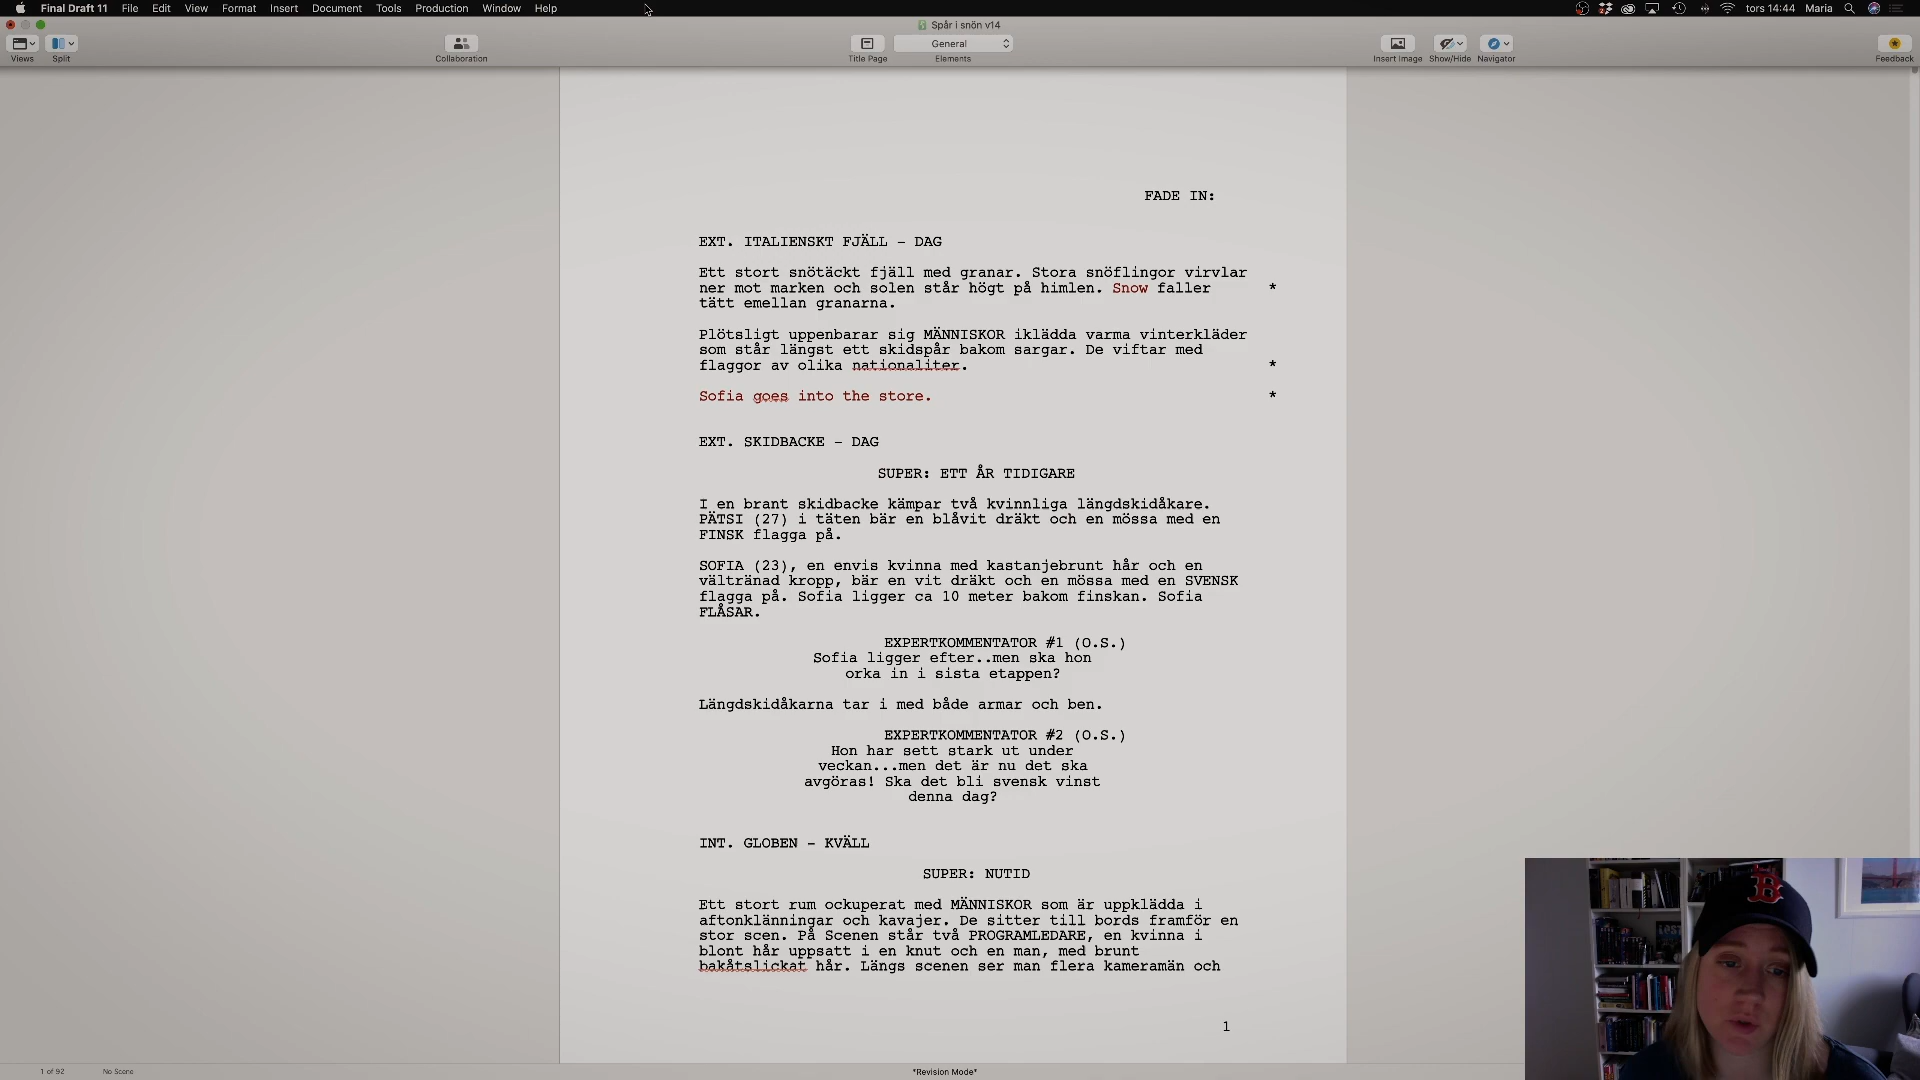 Final Draft 11 File Edit View Format Insert Document Tools Production Window Help tors 14:44 Maria
Spår i snön v14
General
Views Split Collaboration Title Page Elements Insert Image Show/Hide Navigator Feedback
FADE IN:
EXT. ITALIENSKT FJÄLL - DAG
Ett stort snötäckt fjäll med granar. Stora snöflingor virvlar
ner mot marken och solen står högt på himlen. Snow faller *
tätt emellan granarna.
Plötsligt uppenbarar sig MÄNNISKOR iklädda varma vinterkläder
som står längst ett skidspår bakom sargar. De viftar med
flaggor av olika nationaliter. *
Sofia goes into the store. *
EXT. SKIDBACKE - DAG
SUPER: ETT ÅR TIDIGARE
I en brant skidbacke kämpar två kvinnliga längdskidåkare.
PÄTSI (27) i täten bär en blåvit dräkt och en mössa med en
FINSK flagga på.
SOFIA (23), en envis kvinna med kastanjebrunt hår och en
vältränad kropp, bär en vit dräkt och en mössa med en SVENSK
flagga på. Sofia ligger ca 10 meter bakom finskan. Sofia
FLÅSAR.
EXPERTKOMMENTATOR #1 (O.S.)
Sofia ligger efter..men ska hon
orka in i sista etappen?
Längdskidåkarna tar i med både armar och ben.
EXPERTKOMMENTATOR #2 (O.S.)
Hon har sett stark ut under
veckan...men det är nu det ska
avgöras! Ska det bli svensk vinst
denna dag?
INT. GLOBEN - KVÄLL
SUPER: NUTID
Ett stort rum ockuperat med MÄNNISKOR som är uppklädda i
aftonklänningar och kavajer. De sitter till bords framför en
stor scen. På Scenen står två PROGRAMLEDARE, en kvinna i
blont hår uppsatt i en knut och en man, med brunt
bakåtslickat hår. Längs scenen ser man flera kameramän och
1
1 of 92 No Scene *Revision Mode*
B
LOST